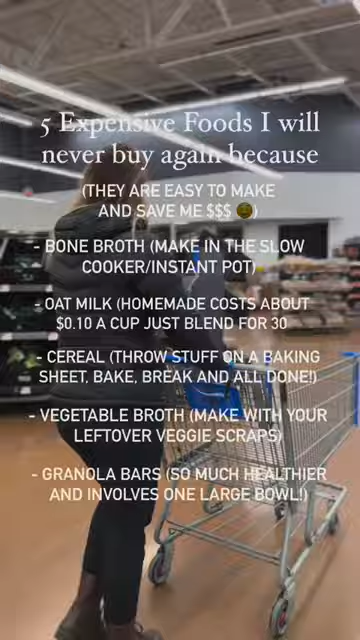 5 Expensive Foods I will
never buy again because
(THEY ARE EASY TO MAKE
AND SAVE ME $$$ 🤑)
- BONE BROTH (MAKE IN THE SLOW
COOKER/INSTANT POT)
- OAT MILK (HOMEMADE COSTS ABOUT
$0.10 A CUP JUST BLEND FOR 30
- CEREAL (THROW STUFF ON A BAKING
SHEET, BAKE, BREAK AND ALL DONE!)
- VEGETABLE BROTH (MAKE WITH YOUR
LEFTOVER VEGGIE SCRAPS)
- GRANOLA BARS (SO MUCH HEALTHIER
AND INVOLVES ONE LARGE BOWL!)